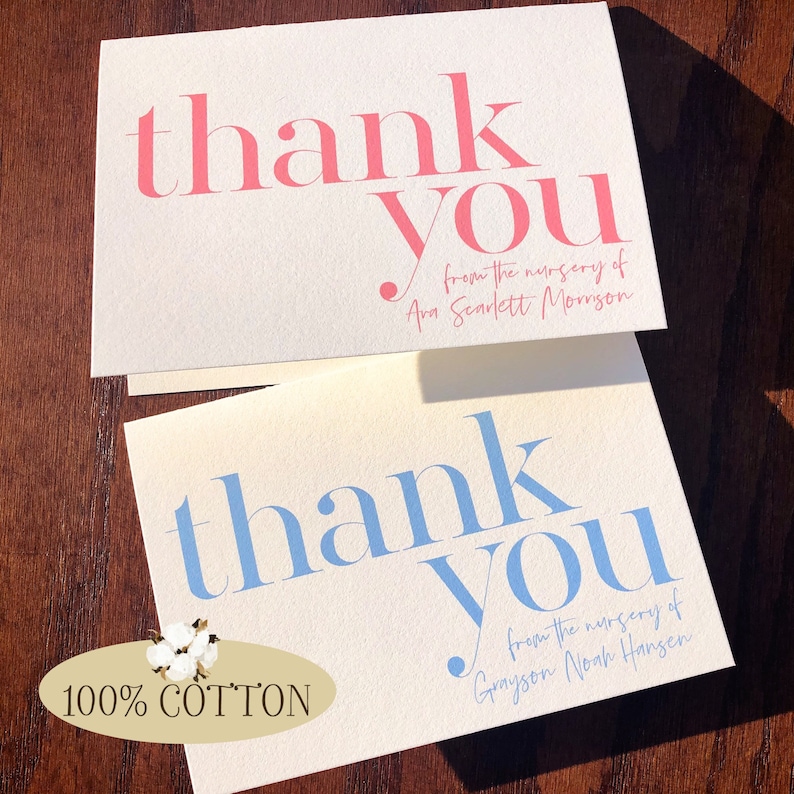 thank
you
from the nursery of
Ava Scarlett Morrison
thank
you
from the nursery of
Grayson Noah Hansen
100% COTTON